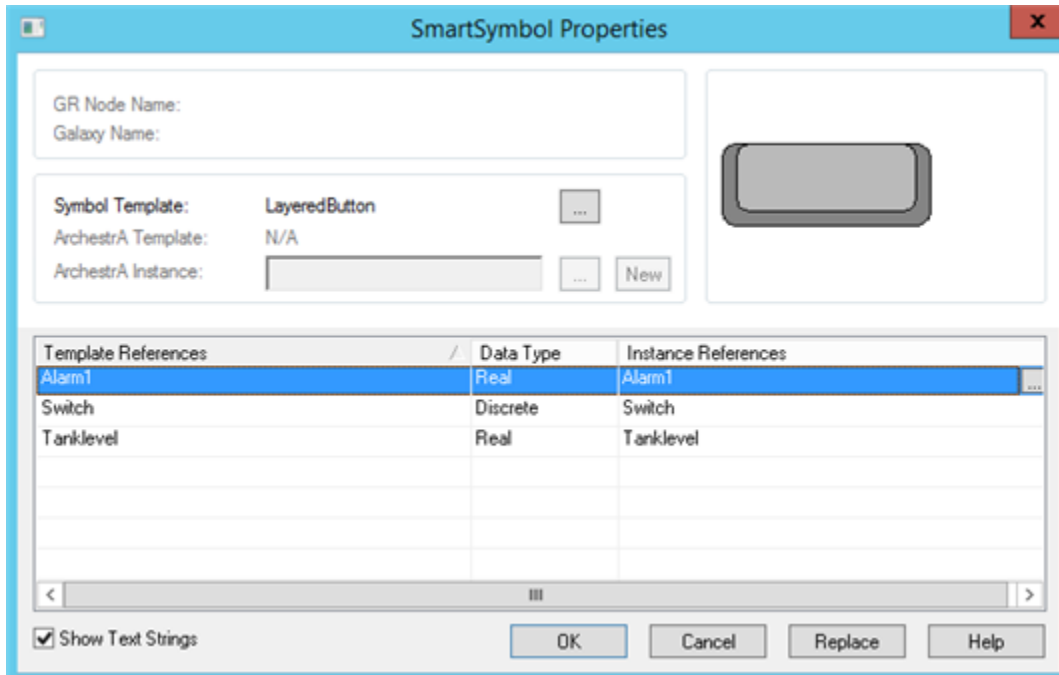 SmartSymbol Properties
x
GR Node Name:
Galaxy Name:
Symbol Template: LayeredButton ...
ArchestrA Template: N/A
ArchestrA Instance: ... New
Template References Data Type Instance References
Alarm1 Real Alarm1 ...
Switch Discrete Switch
Tanklevel Real Tanklevel
Show Text Strings OK Cancel Replace Help